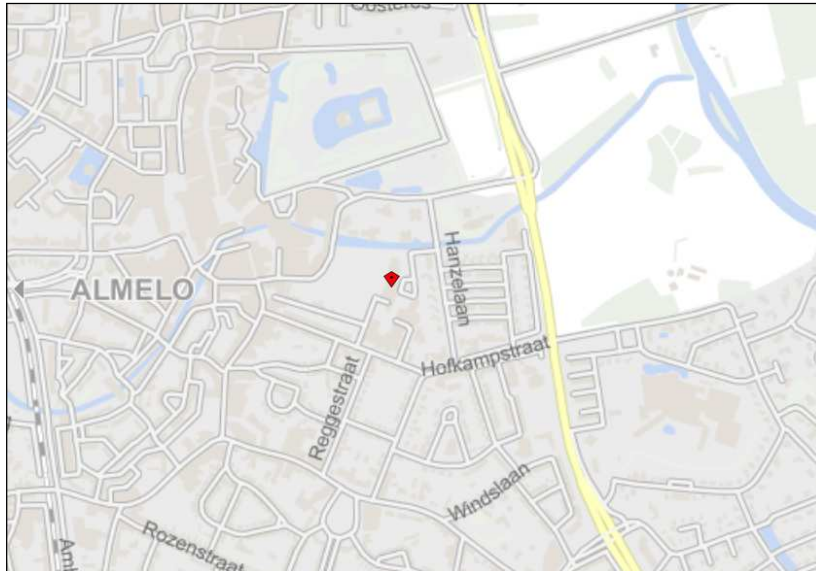 ALMELO
Hanzelaan
Hofkampstraat
Reggestraat
Windslaan
Rozenstraat